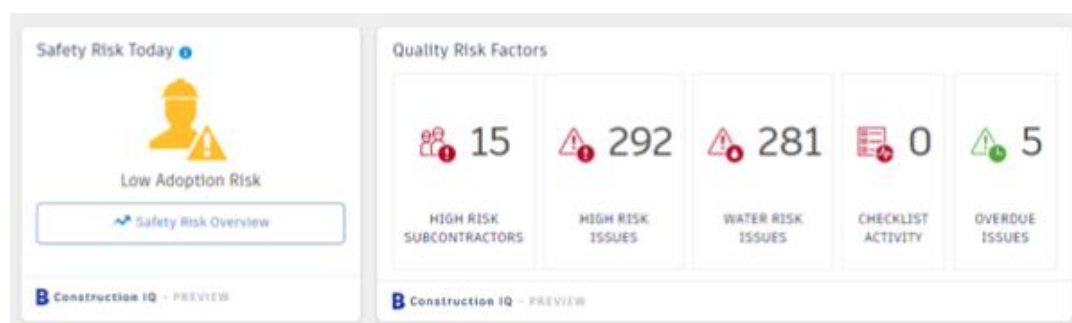 Safety Risk Today
Low Adoption Risk
Safety Risk Overview
B Construction IQ - PREVIEW
Quality Risk Factors
15
HIGH RISK
SUBCONTRACTORS
292
HIGH RISK
ISSUES
281
WATER RISK
ISSUES
0
CHECKLIST
ACTIVITY
5
OVERDUE
ISSUES
B Construction IQ - PREVIEW